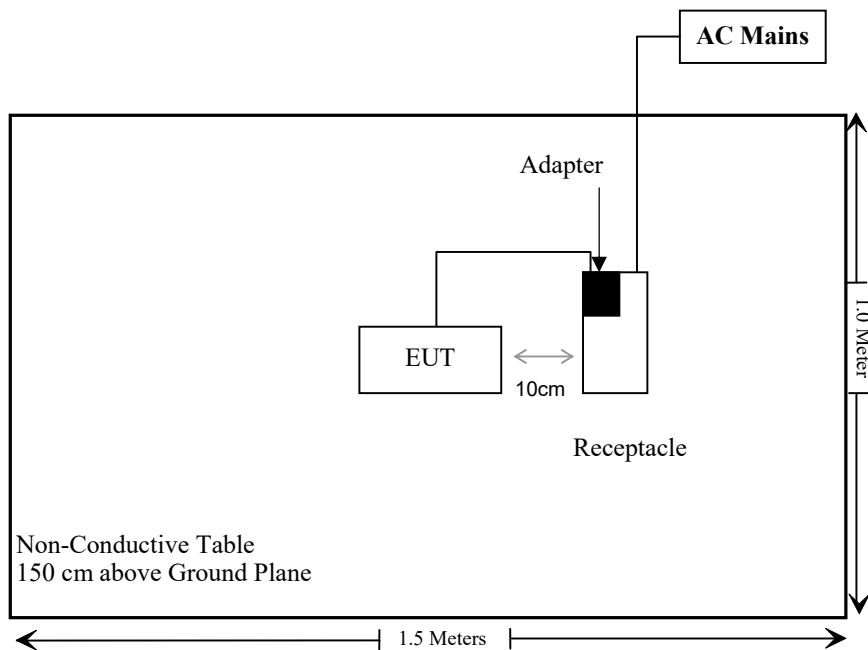 AC Mains
Adapter
EUT
10cm
1.0 Meter
Receptacle
Non-Conductive Table
150 cm above Ground Plane
1.5 Meters